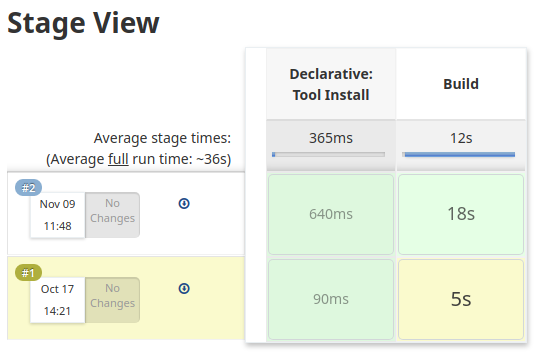 Stage View
Declarative:
Tool Install
Build
Average stage times:
(Average full run time: ~36s)
365ms
12s
#2
Nov 09
11:48
No
Changes
640ms
18s
#1
Oct 17
14:21
No
Changes
90ms
5s